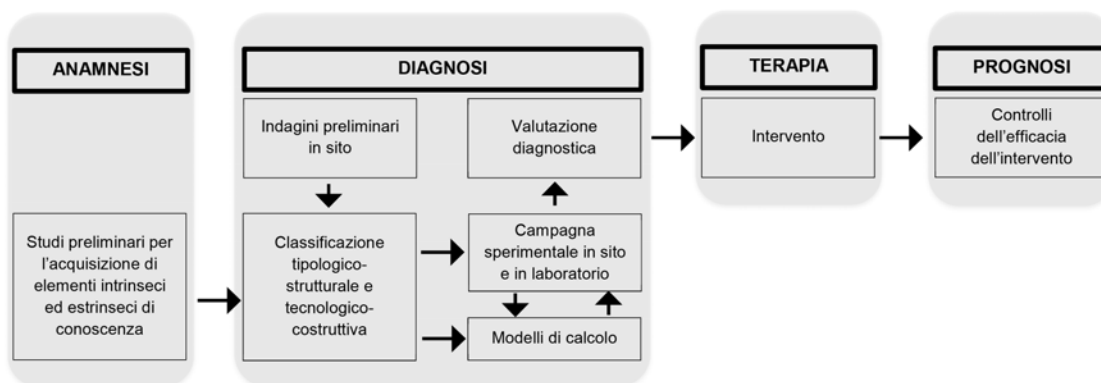 ANAMNESI
Studi preliminari per
l'acquisizione di
elementi intrinseci
ed estrinseci di
conoscenza
DIAGNOSI
Indagini preliminari
in sito
Classificazione
tipologico-
strutturale e
tecnologico-
costruttiva
Valutazione
diagnostica
Campagna
sperimentale in sito
e in laboratorio
Modelli di calcolo
TERAPIA
Intervento
PROGNOSI
Controlli
dell'efficacia
dell'intervento